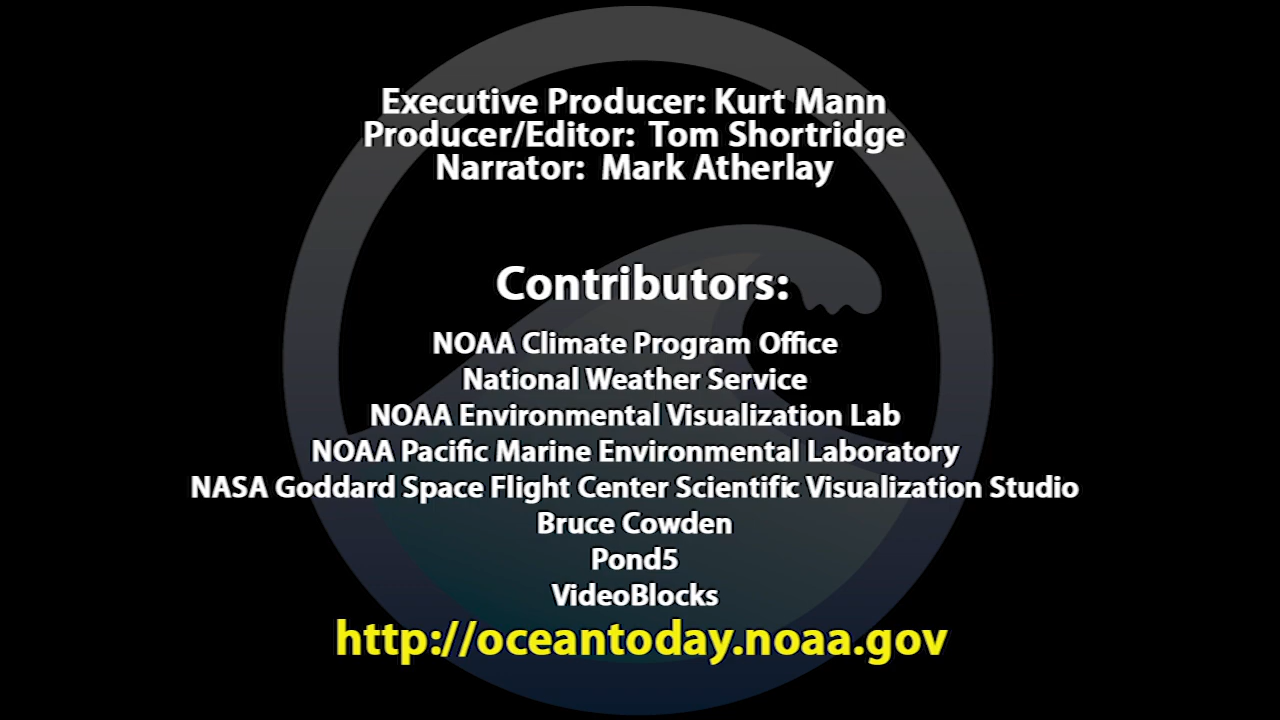 Executive Producer: Kurt Mann
Producer/Editor: Tom Shortridge
Narrator: Mark Atherlay
Contributors:
NOAA Climate Program Office
National Weather Service
NOAA Environmental Visualization Lab
NOAA Pacific Marine Environmental Laboratory
NASA Goddard Space Flight Center Scientific Visualization Studio
Bruce Cowden
Pond5
VideoBlocks
http://oceantoday.noaa.gov